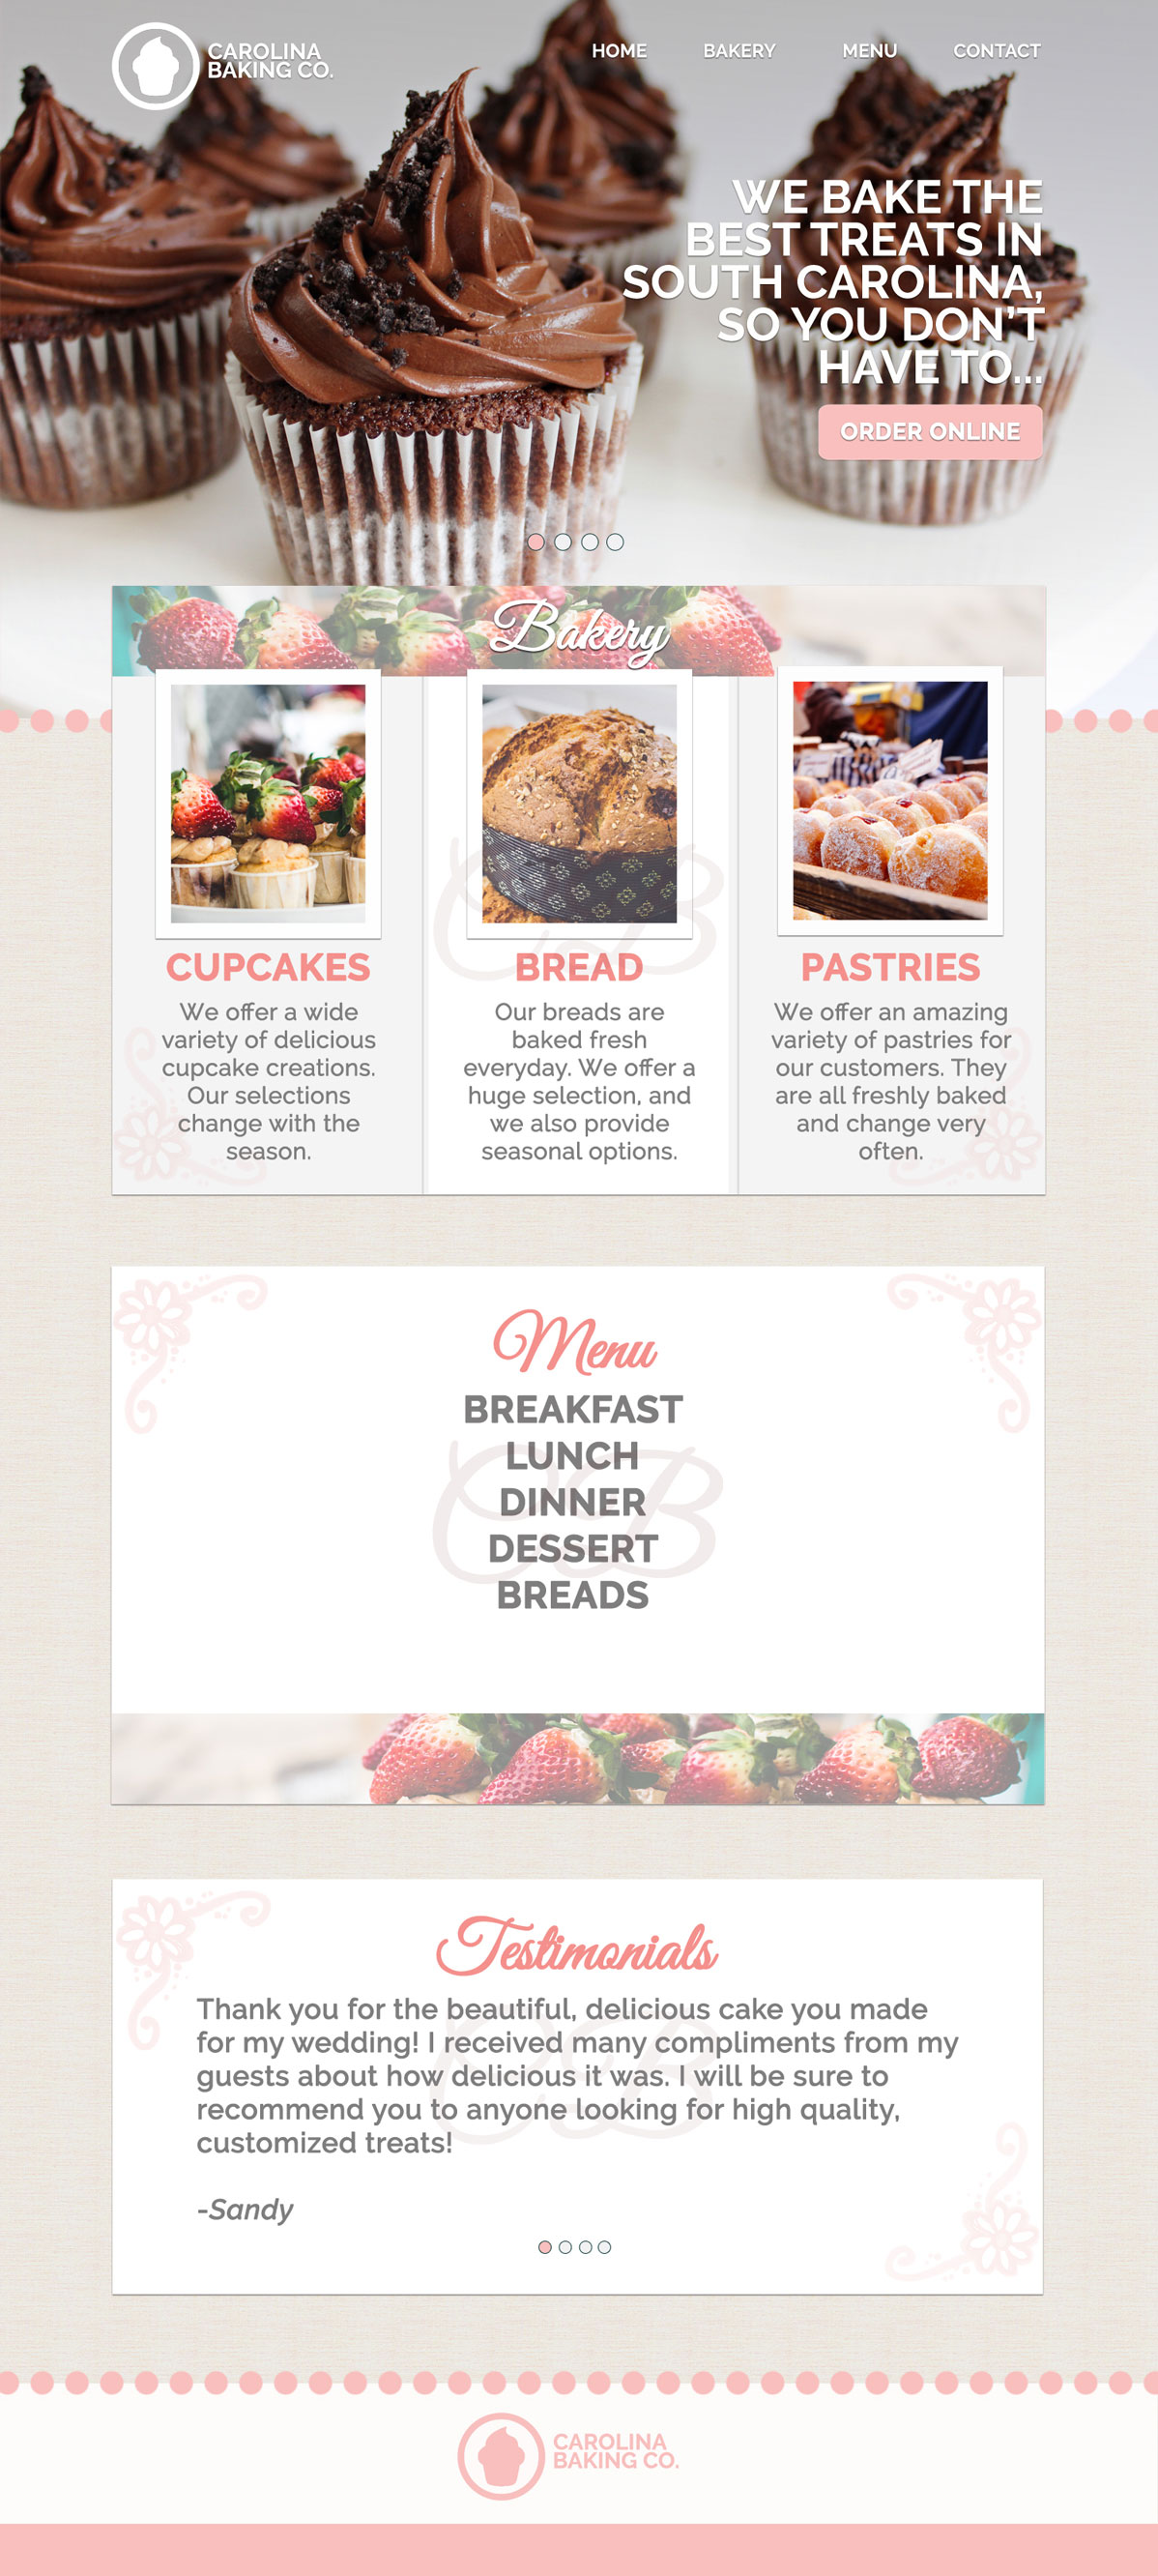 CAROLINA
BAKING CO.
HOME BAKERY MENU CONTACT
WE BAKE THE
BEST TREATS IN
SOUTH CAROLINA,
SO YOU DON'T
HAVE TO...
ORDER ONLINE
Bakery
CUPCAKES
We offer a wide
variety of delicious
cupcake creations.
Our selections
change with the
season.
BREAD
Our breads are
baked fresh
everyday. We offer a
huge selection, and
we also provide
seasonal options.
PASTRIES
We offer an amazing
variety of pastries for
our customers. They
are all freshly baked
and change very
often.
CB
Menu
BREAKFAST
LUNCH
DINNER
DESSERT
BREADS
CB
Testimonials
Thank you for the beautiful, delicious cake you made
for my wedding! I received many compliments from my
guests about how delicious it was. I will be sure to
recommend you to anyone looking for high quality,
customized treats!
-Sandy
CB
CAROLINA
BAKING CO.